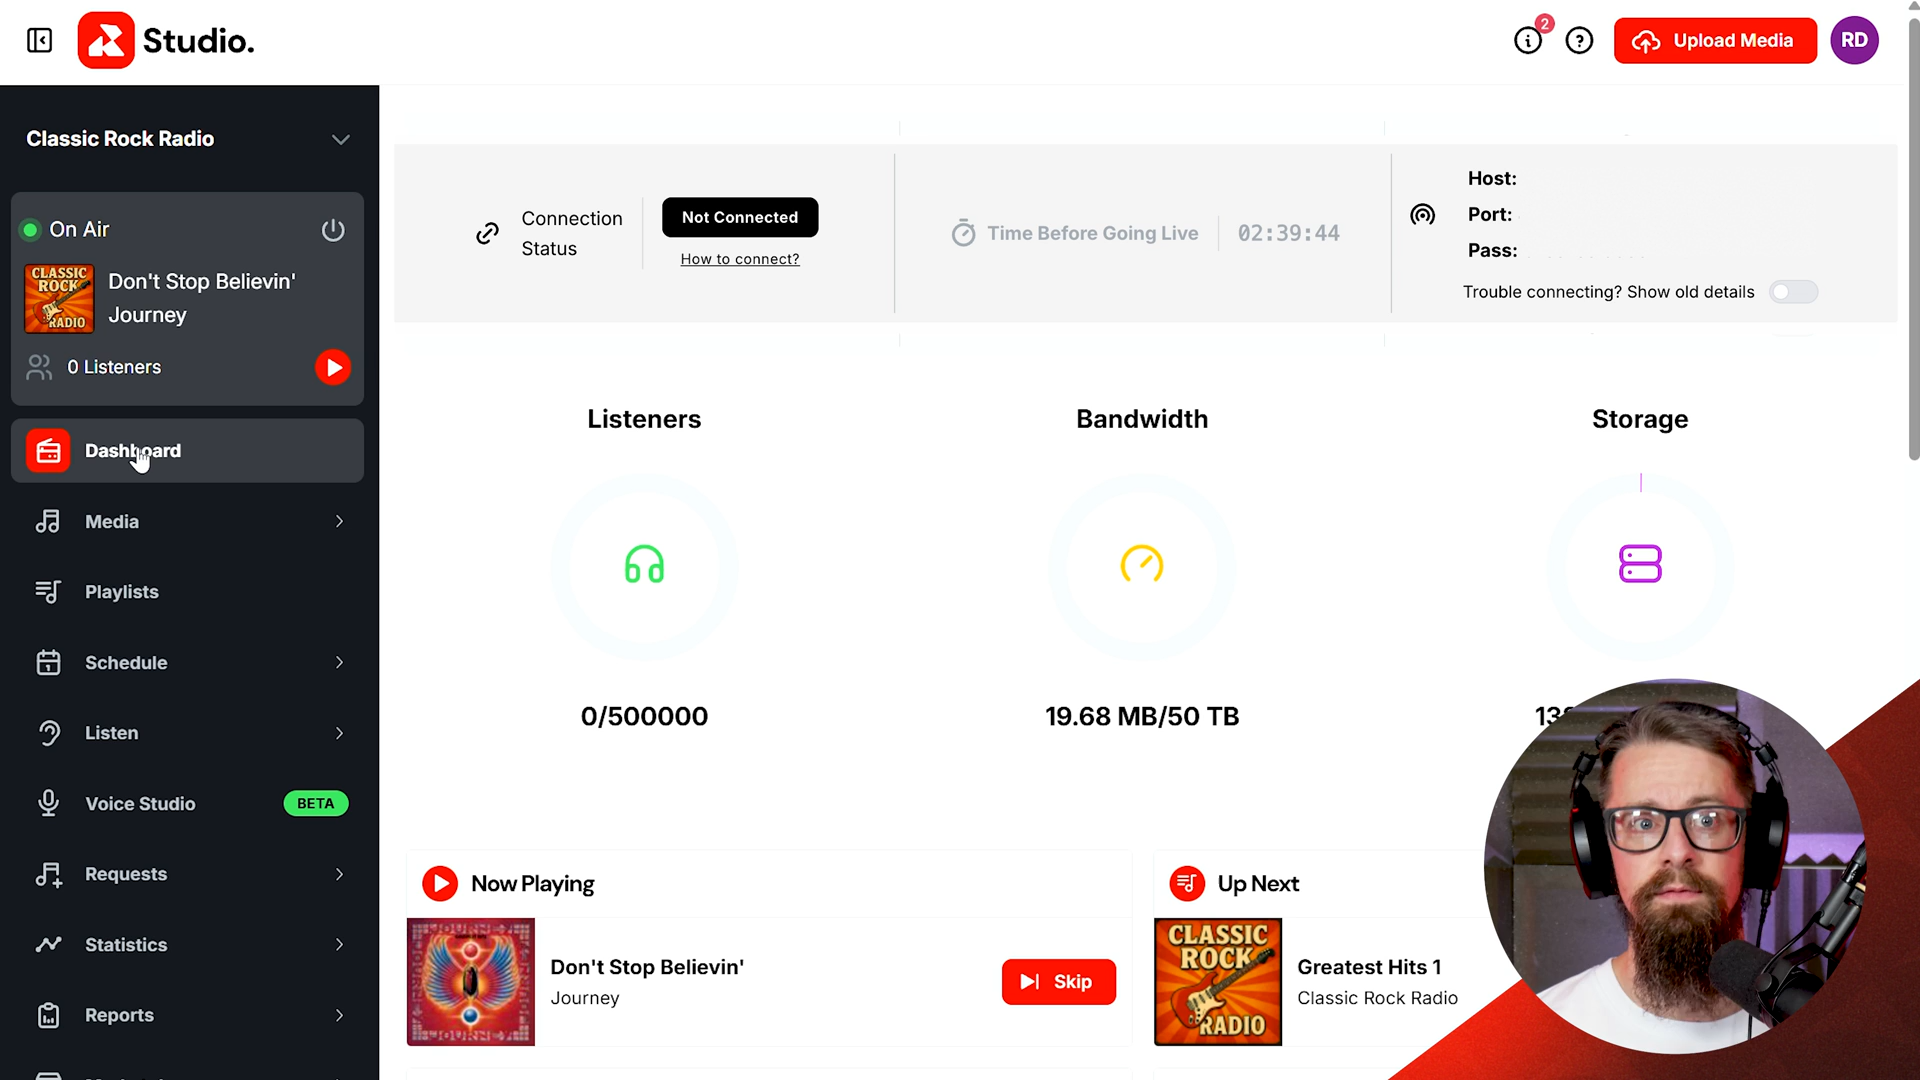 Studio.
2
Upload Media
RD
Classic Rock Radio
On Air
CLASSIC
ROCK
RADIO
Don't Stop Believin'
Journey
0 Listeners
Dashboard
Media
Playlists
Schedule
Listen
Voice Studio
BETA
Requests
Statistics
Reports
Connection
Status
Not Connected
How to connect?
Time Before Going Live
02:39:44
Host:
Port:
Pass:
Trouble connecting? Show old details
Listeners
Bandwidth
Storage
0/500000
19.68 MB/50 TB
Now Playing
Don't Stop Believin'
Journey
Skip
Up Next
CLASSIC
ROCK
RADIO
Greatest Hits 1
Classic Rock Radio